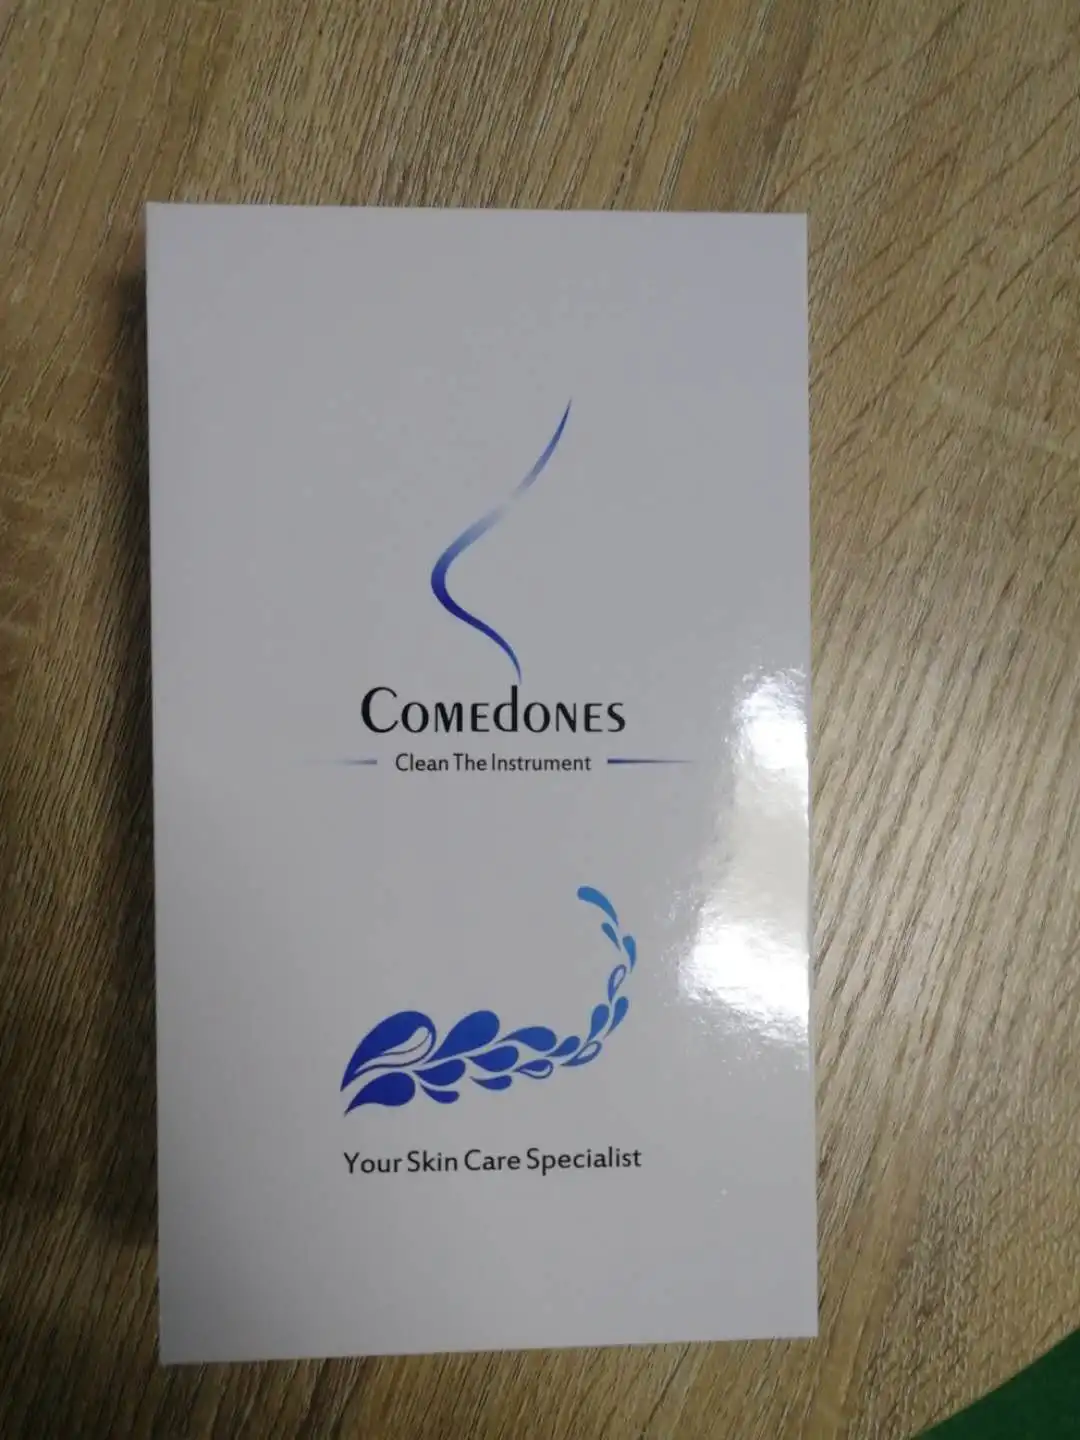 COMEdONES
Clean The Instrument
Your Skin Care Specialist